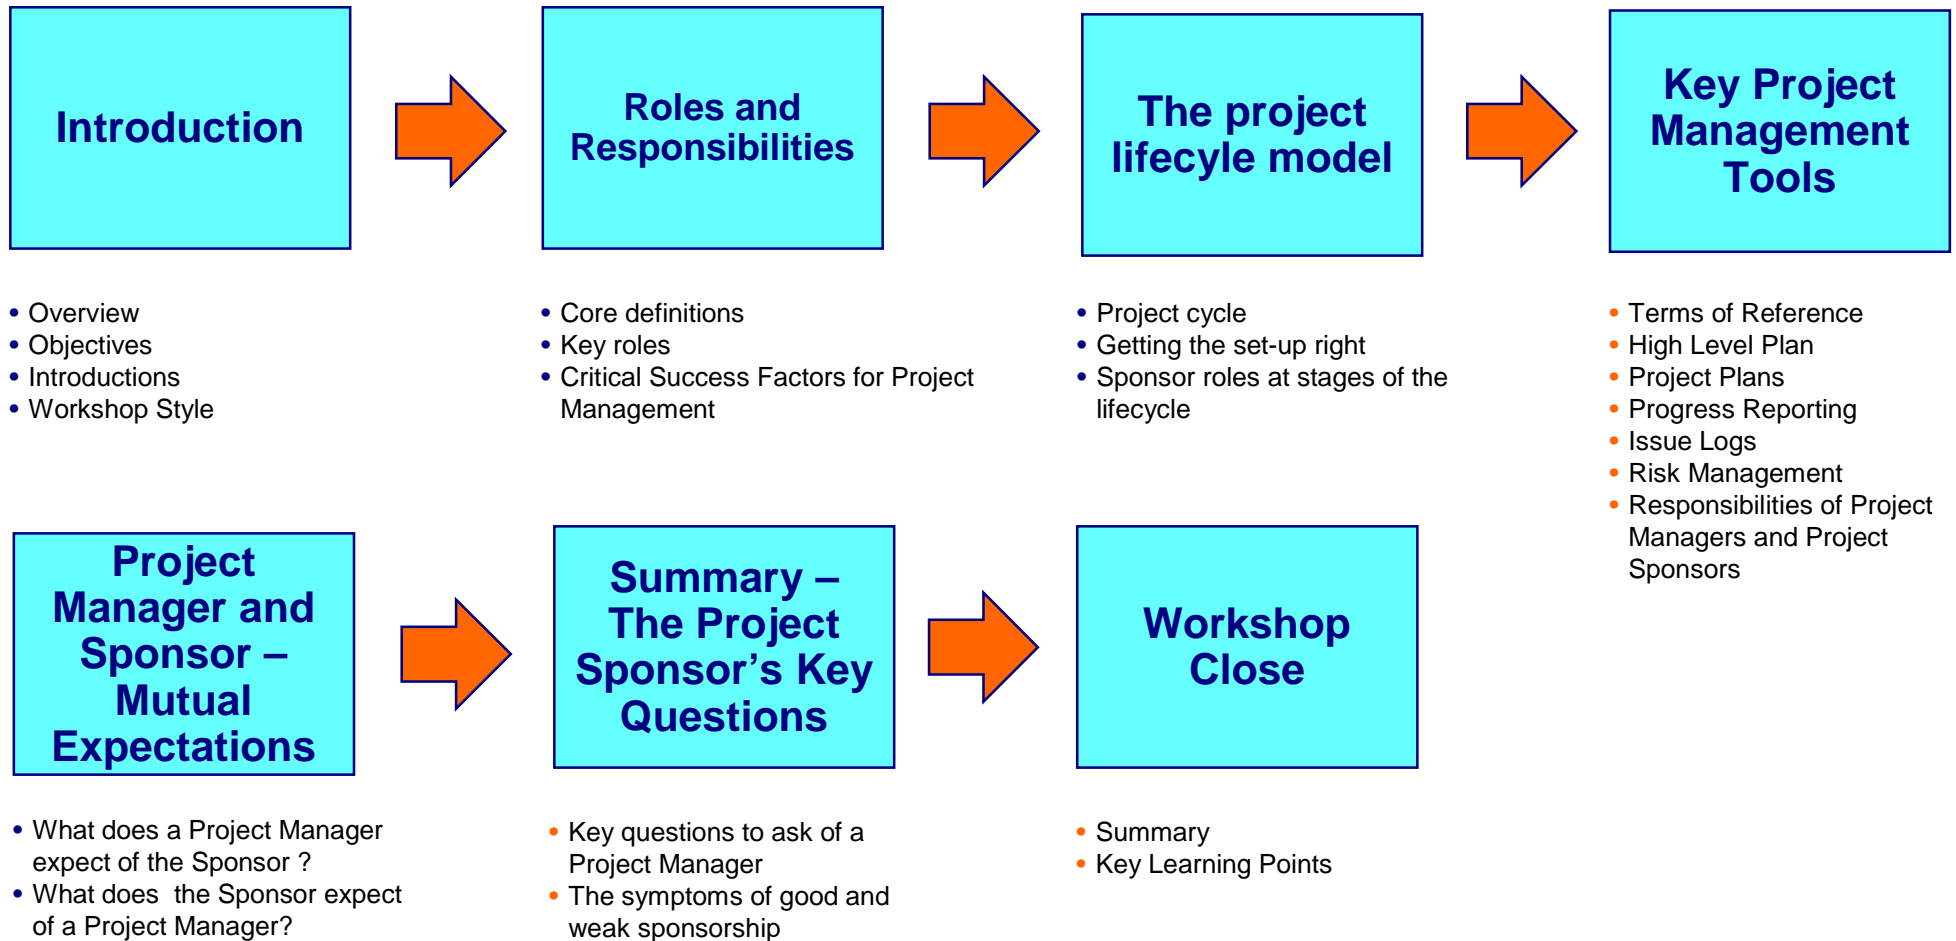 Introduction
Roles and
Responsibilities
The project
lifecyle model
Key Project
Management
Tools
• Overview
• Objectives
• Introductions
• Workshop Style
• Core definitions
• Key roles
• Critical Success Factors for Project
Management
• Project cycle
• Getting the set-up right
• Sponsor roles at stages of the
lifecycle
• Terms of Reference
• High Level Plan
• Project Plans
• Progress Reporting
• Issue Logs
• Risk Management
• Responsibilities of Project
Managers and Project
Sponsors
Project
Manager and
Sponsor –
Mutual
Expectations
Summary –
The Project
Sponsor’s Key
Questions
Workshop
Close
• What does a Project Manager
expect of the Sponsor ?
• What does  the Sponsor expect
of a Project Manager?
• Key questions to ask of a
Project Manager
• The symptoms of good and
weak sponsorship
• Summary
• Key Learning Points